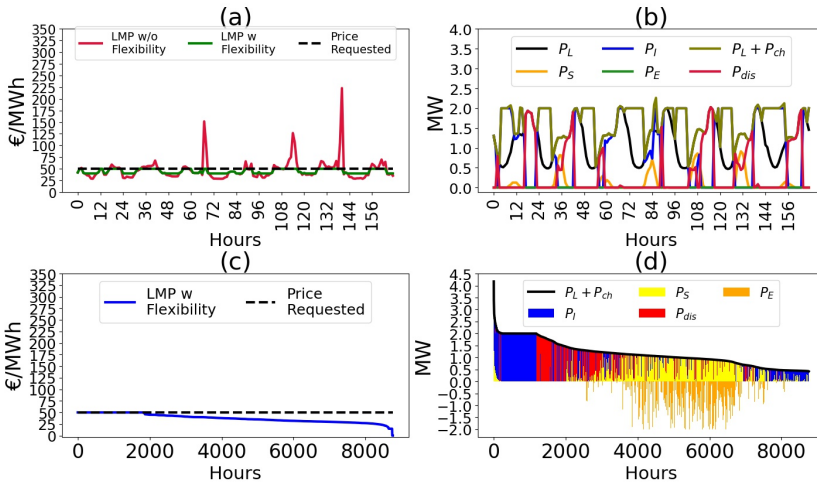 (a)
350
325
300
275
250
225
200
175
150
125
100
75
50
25
0
€/MWh
LMP w/o
Flexibility
LMP w
Flexibility
Price
Requested
0
12
24
36
48
60
72
84
96
108
120
132
144
156
Hours
(b)
4.0
3.5
3.0
2.5
2.0
1.5
1.0
0.5
0.0
MW
P_L
P_I
P_L + P_ch
P_S
P_E
P_dis
0
12
24
36
48
60
72
84
96
108
120
132
144
156
Hours
(c)
350
325
300
275
250
225
200
175
150
125
100
75
50
25
0
€/MWh
LMP w
Flexibility
Price
Requested
0
2000
4000
6000
8000
Hours
(d)
4.5
4.0
3.5
3.0
2.5
2.0
1.5
1.0
0.5
0.0
−0.5
−1.0
−1.5
−2.0
MW
P_L + P_ch
P_S
P_E
P_I
P_dis
0
2000
4000
6000
8000
Hours